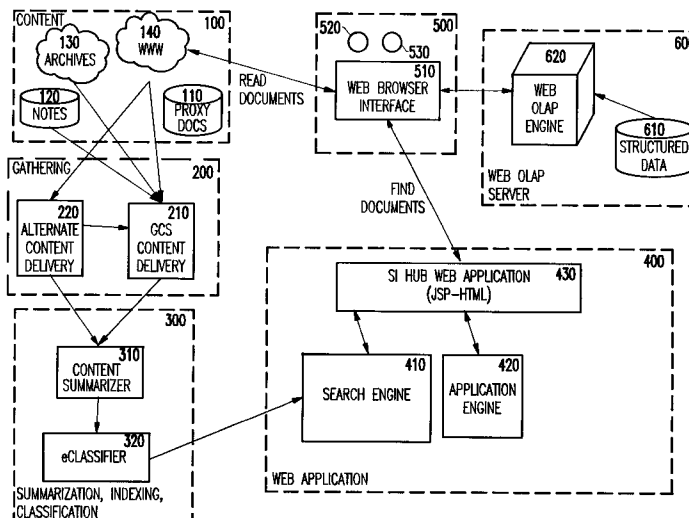 CONTENT 100
130
ARCHIVES
140
WWW
120
NOTES
110
PROXY
DOCS
READ
DOCUMENTS
520
530
500
510
WEB BROWSER
INTERFACE
600
620
WEB
OLAP
ENGINE
610
STRUCTURED
DATA
WEB OLAP
SERVER
GATHERING 200
220
ALTERNATE
CONTENT
DELIVERY
210
GCS
CONTENT
DELIVERY
FIND
DOCUMENTS
300
310
CONTENT
SUMMARIZER
320
eCLASSIFIER
SUMMARIZATION, INDEXING,
CLASSIFICATION
400
SI HUB WEB APPLICATION 430
(JSP-HTML)
410
SEARCH ENGINE
420
APPLICATION
ENGINE
WEB APPLICATION